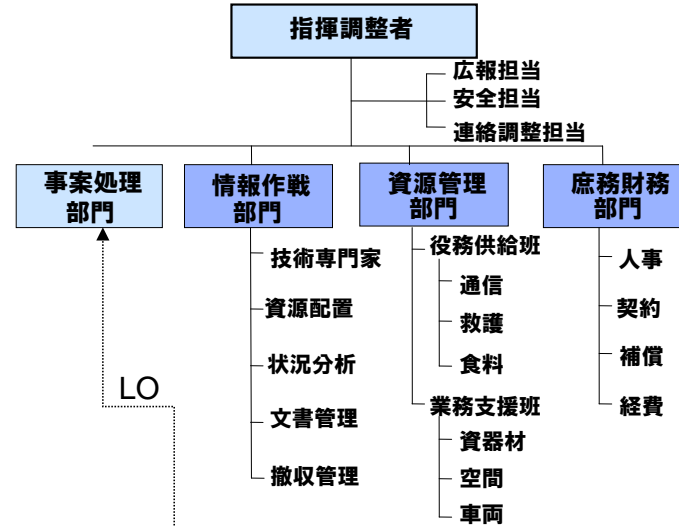 指揮調整者
広報担当
安全担当
連絡調整担当
事案処理
部門
情報作戦
部門
資源管理
部門
庶務財務
部門
技術専門家
資源配置
状況分析
文書管理
撤収管理
役務供給班
通信
救護
食料
業務支援班
資器材
空間
車両
人事
契約
補償
経費
LO